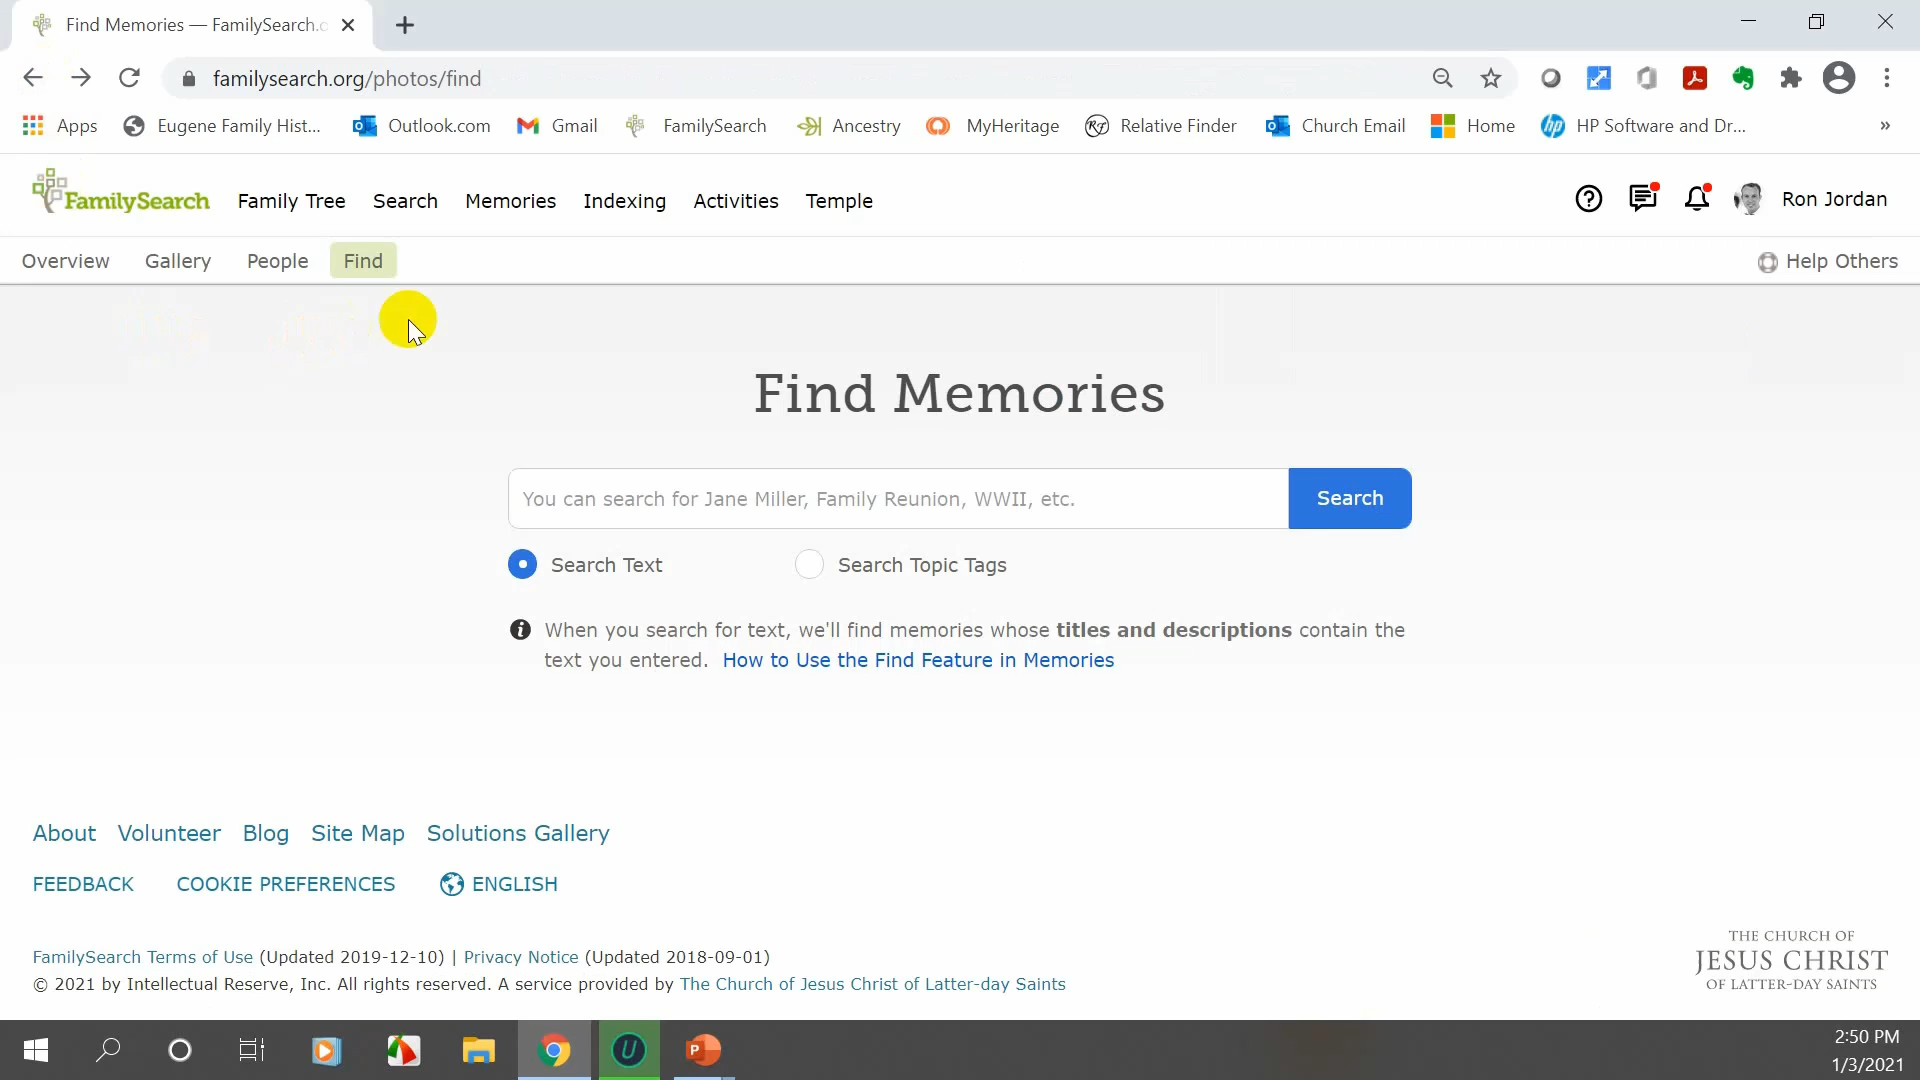 Find Memories — FamilySearch.o
familysearch.org/photos/find
Apps Eugene Family Hist... Outlook.com Gmail FamilySearch Ancestry MyHeritage Relative Finder Church Email Home HP Software and Dr... »
FamilySearch Family Tree Search Memories Indexing Activities Temple Ron Jordan
Overview Gallery People Find Help Others
Find Memories
You can search for Jane Miller, Family Reunion, WWII, etc. Search
Search Text Search Topic Tags
When you search for text, we'll find memories whose titles and descriptions contain the
text you entered. How to Use the Find Feature in Memories
About Volunteer Blog Site Map Solutions Gallery
FEEDBACK COOKIE PREFERENCES ENGLISH
THE CHURCH OF
JESUS CHRIST
OF LATTER-DAY SAINTS
FamilySearch Terms of Use (Updated 2019-12-10) | Privacy Notice (Updated 2018-09-01)
© 2021 by Intellectual Reserve, Inc. All rights reserved. A service provided by The Church of Jesus Christ of Latter-day Saints
2:50 PM
1/3/2021